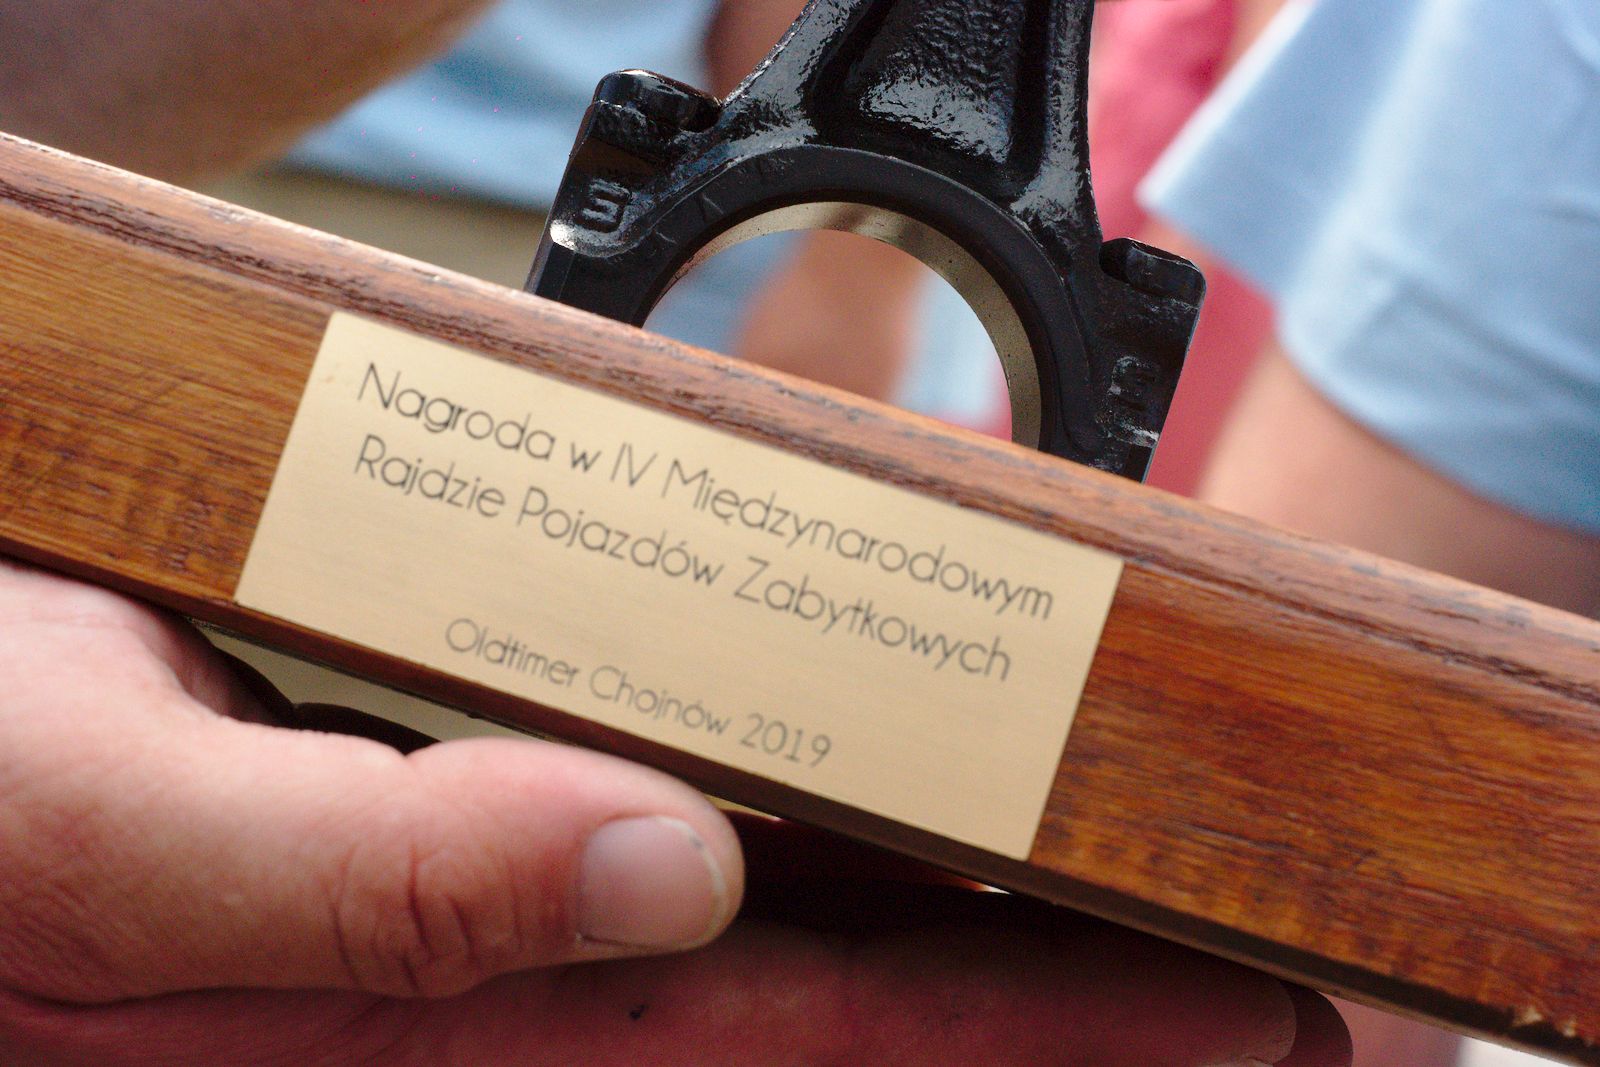 Nagroda w IV Międzynarodowym
Rajdzie Pojazdów Zabytkowych
Oldtimer Chojnów 2019